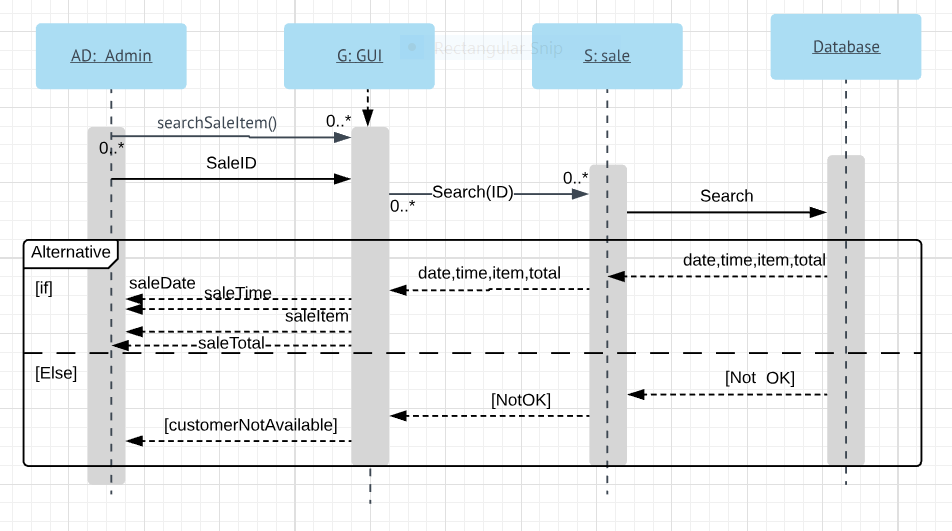 AD: Admin
G: GUI
Rectangular Snip
S: sale
Database
searchSaleItem()
0..*
0..*
SaleID
0..*
Search(ID)
0..*
Search
Alternative
date,time,item,total
date,time,item,total
[if]
saleDate
saleTime
saleItem
saleTotal
[Else]
[Not OK]
[NotOK]
[customerNotAvailable]